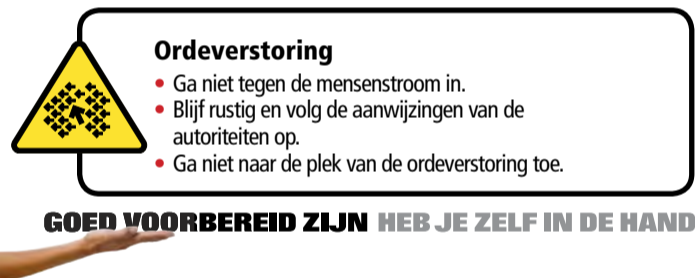 Ordeverstoring
• Ga niet tegen de mensenstroom in.
• Blijf rustig en volg de aanwijzingen van de
autoriteiten op.
• Ga niet naar de plek van de ordeverstoring toe.
GOED VOORBEREID ZIJN HEB JE ZELF IN DE HAND